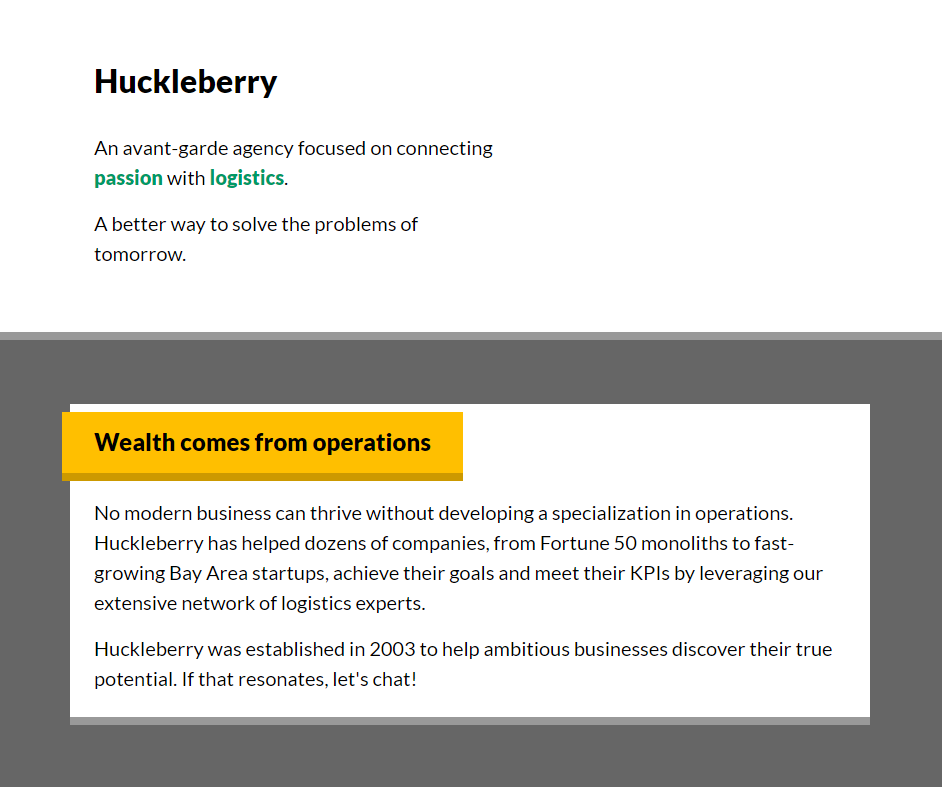 Huckleberry
An avant-garde agency focused on connecting
passion with logistics.
A better way to solve the problems of
tomorrow.
Wealth comes from operations
No modern business can thrive without developing a specialization in operations.
Huckleberry has helped dozens of companies, from Fortune 50 monoliths to fast-
growing Bay Area startups, achieve their goals and meet their KPIs by leveraging our
extensive network of logistics experts.
Huckleberry was established in 2003 to help ambitious businesses discover their true
potential. If that resonates, let's chat!